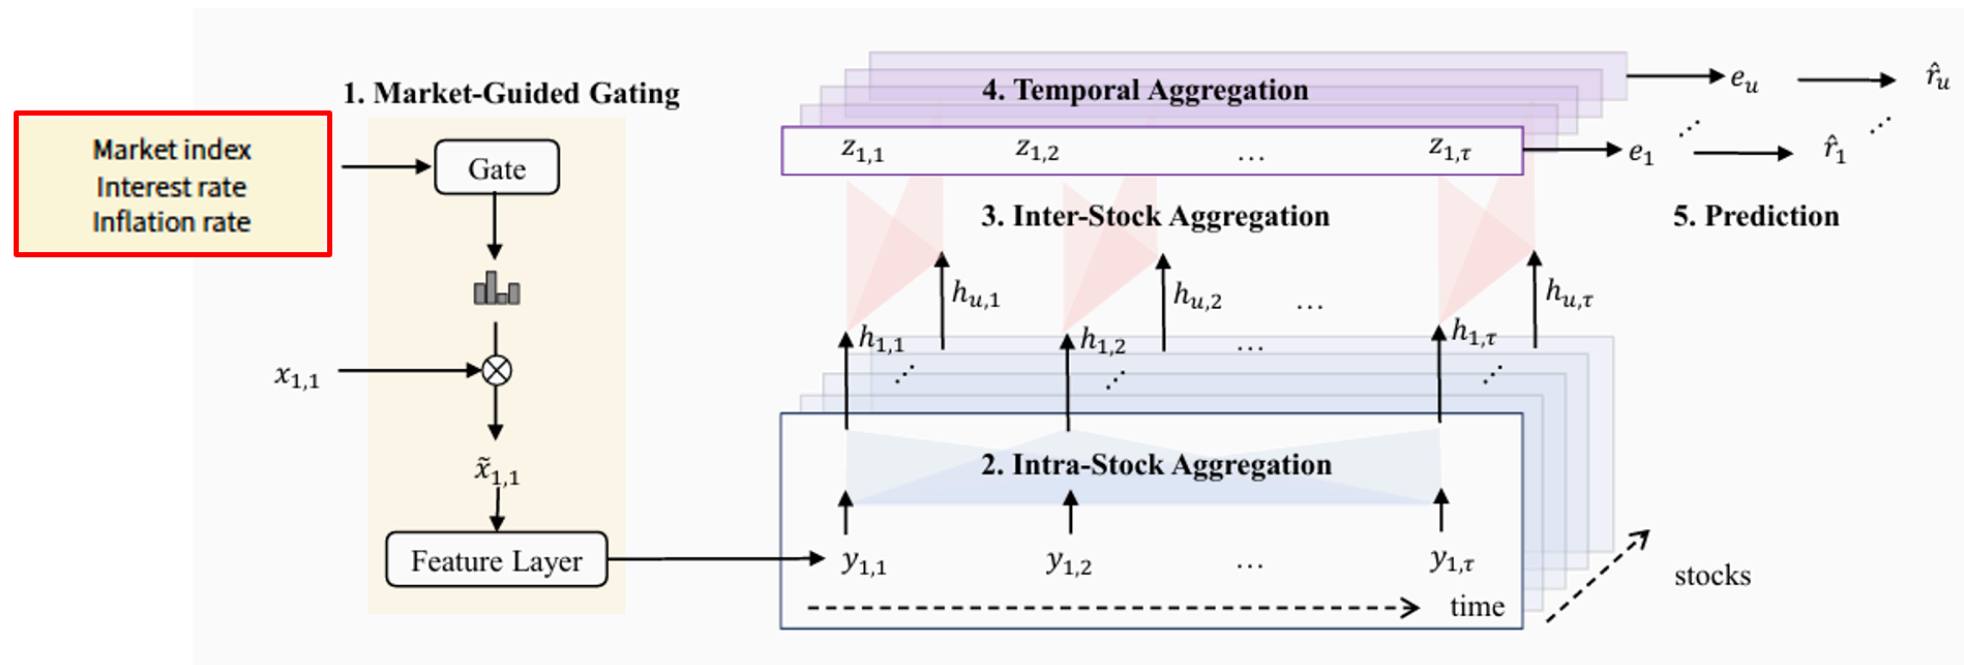 1. Market-Guided Gating
Market index
Interest rate
Inflation rate
Gate
x₁,₁
x̃₁,₁
Feature Layer
4. Temporal Aggregation
z₁,₁ z₁,₂ … z₁,τ
eᵤ r̂ᵤ
⋰ ⋰
e₁ r̂₁
3. Inter-Stock Aggregation
5. Prediction
hᵤ,₁ hᵤ,₂ … hᵤ,τ
h₁,₁ h₁,₂ … h₁,τ
⋰ ⋰ ⋰
2. Intra-Stock Aggregation
y₁,₁ y₁,₂ … y₁,τ
time
stocks